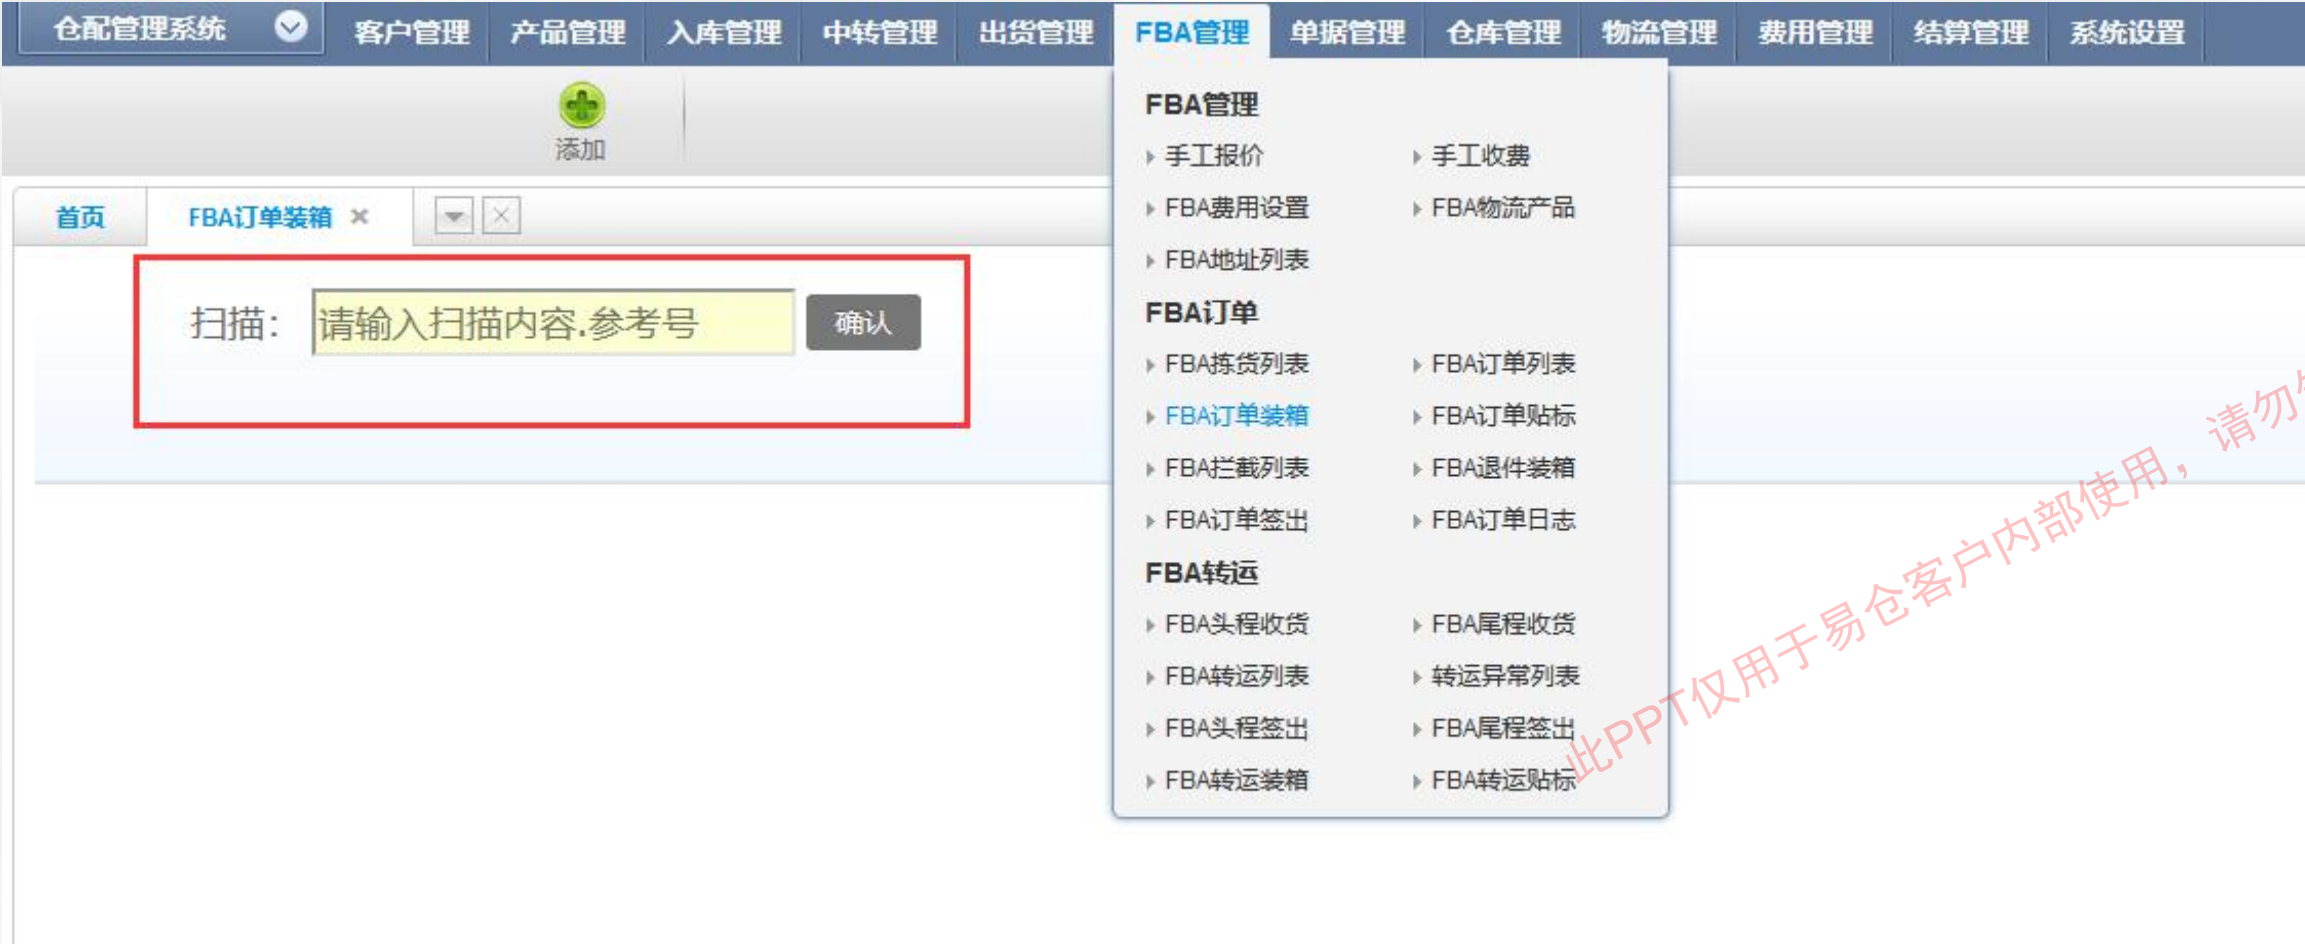 仓配管理系统 客户管理 产品管理 入库管理 中转管理 出货管理 FBA管理 单据管理 仓库管理 物流管理 费用管理 结算管理 系统设置
添加
首页 FBA订单装箱
扫描： 请输入扫描内容.参考号 确认
FBA管理
手工报价 手工收费
FBA费用设置 FBA物流产品
FBA地址列表
FBA订单
FBA拣货列表 FBA订单列表
FBA订单装箱 FBA订单贴标
FBA拦截列表 FBA退件装箱
FBA订单签出 FBA订单日志
FBA转运
FBA头程收货 FBA尾程收货
FBA转运列表 转运异常列表
FBA头程签出 FBA尾程签出
FBA转运装箱 FBA转运贴标
此PPT仅用于易仓客户内部使用，请勿